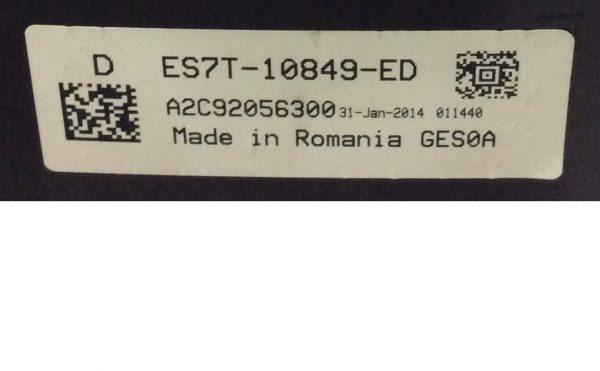 D ES7T-10849-ED
A2C92056300 31-Jan-2014 011440
Made in Romania GES0A